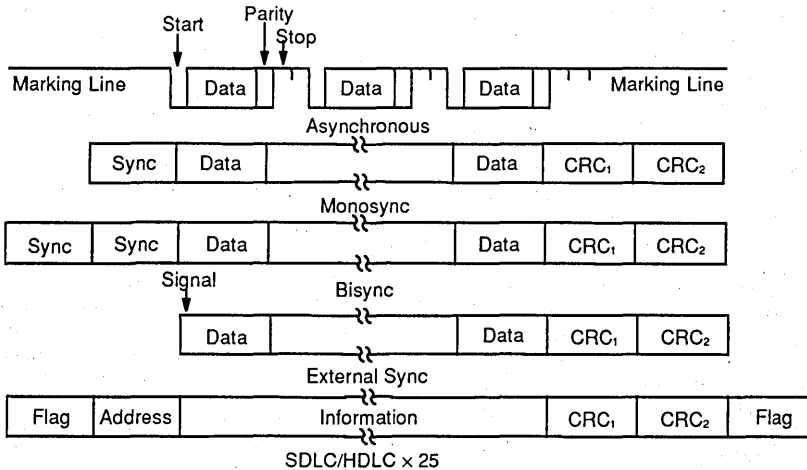 Start
Parity
Stop
Marking Line Data Data Data Marking Line
Asynchronous
Sync Data Data CRC₁ CRC₂
Monosync
Sync Sync Data Data CRC₁ CRC₂
Signal
Bisync
Data Data CRC₁ CRC₂
External Sync
Flag Address Information CRC₁ CRC₂ Flag
SDLC/HDLC × 25